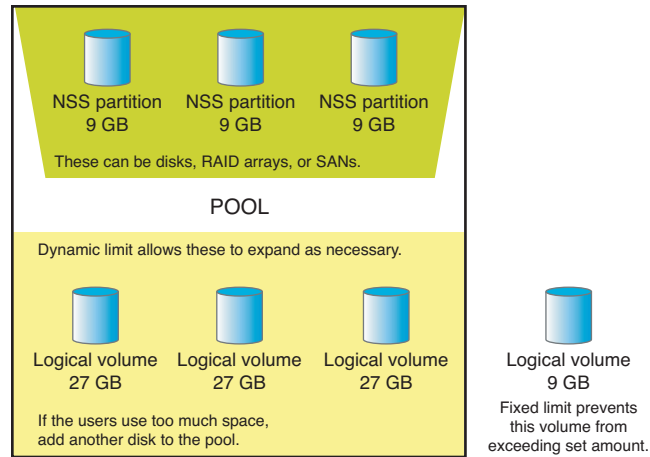 NSS partition
9 GB
NSS partition
9 GB
NSS partition
9 GB
These can be disks, RAID arrays, or SANs.
POOL
Dynamic limit allows these to expand as necessary.
Logical volume
27 GB
Logical volume
27 GB
Logical volume
27 GB
If the users use too much space,
add another disk to the pool.
Logical volume
9 GB
Fixed limit prevents
this volume from
exceeding set amount.